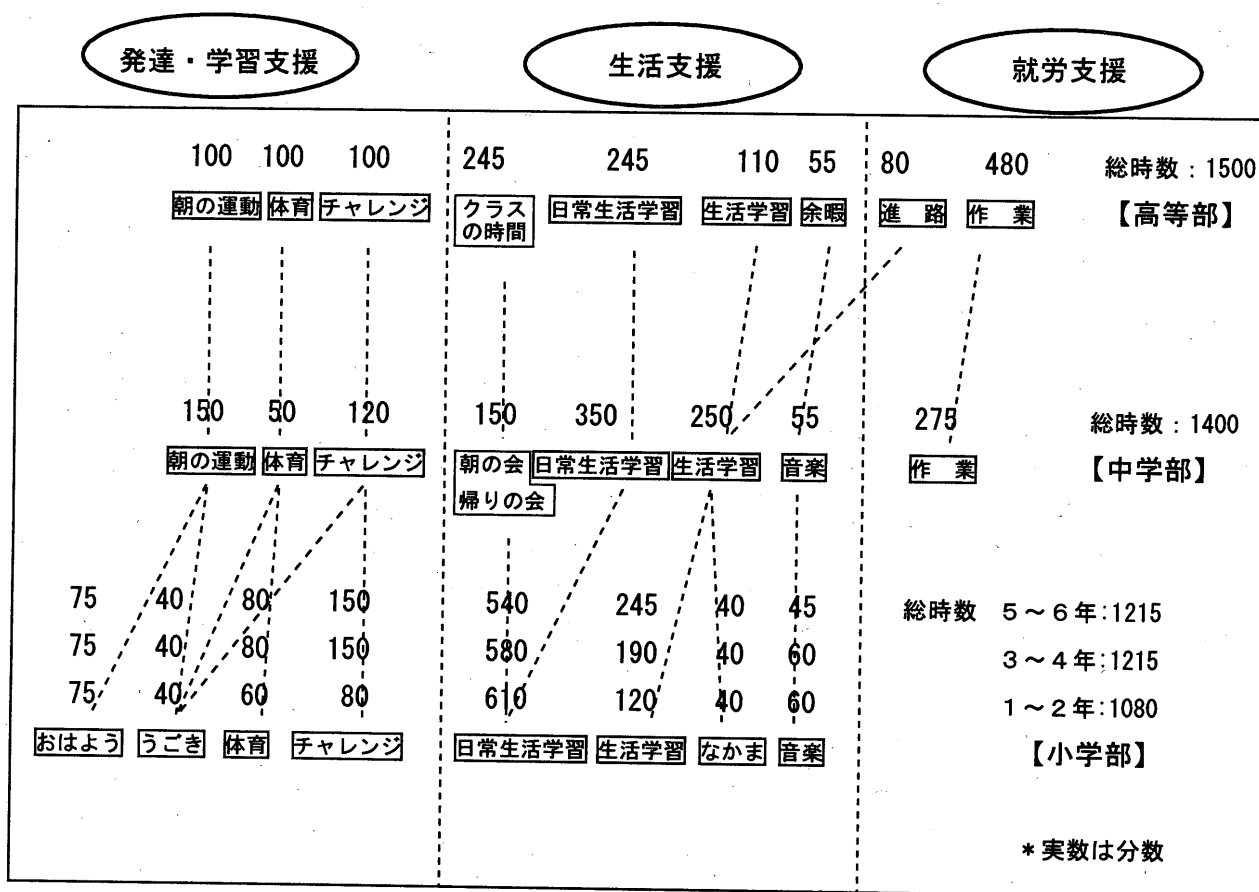 発達・学習支援　生活支援　就労支援
100　100　100　245　245　110　55　80　480　総時数：1500
朝の運動　体育　チャレンジ　クラスの時間　日常生活学習　生活学習　余暇　進　路　作　業　【高等部】
150　50　120　150　350　250　55　275　総時数：1400
朝の運動　体育　チャレンジ　朝の会　日常生活学習　生活学習　音楽　作　業　【中学部】
帰りの会
75　40　80　150　540　245　40　45　総時数　5～6年:1215
75　40　80　150　580　190　40　60　3～4年:1215
75　40　60　80　610　120　40　60　1～2年:1080
おはよう　うごき　体育　チャレンジ　日常生活学習　生活学習　なかま　音楽　【小学部】
＊実数は分数